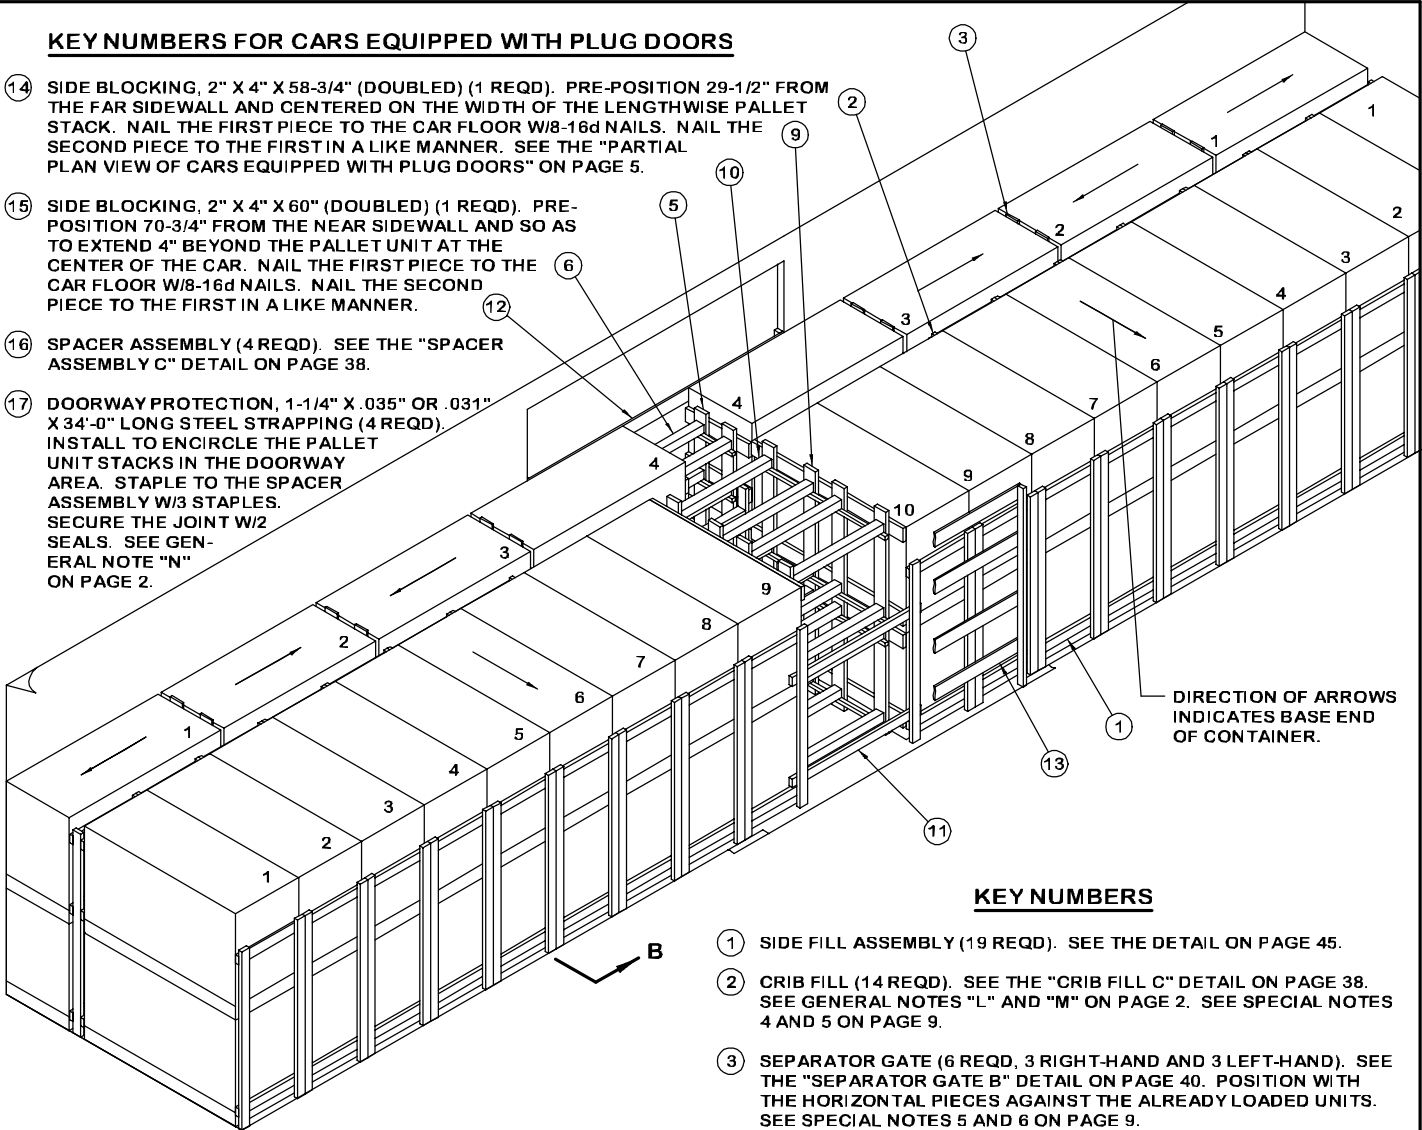 KEY NUMBERS FOR CARS EQUIPPED WITH PLUG DOORS
14 SIDE BLOCKING, 2" X 4" X 58-3/4" (DOUBLED) (1 REQD). PRE-POSITION 29-1/2" FROM
THE FAR SIDEWALL AND CENTERED ON THE WIDTH OF THE LENGTHWISE PALLET
STACK. NAIL THE FIRST PIECE TO THE CAR FLOOR W/8-16d NAILS. NAIL THE
SECOND PIECE TO THE FIRST IN A LIKE MANNER. SEE THE "PARTIAL
PLAN VIEW OF CARS EQUIPPED WITH PLUG DOORS" ON PAGE 5.
15 SIDE BLOCKING, 2" X 4" X 60" (DOUBLED) (1 REQD). PRE-
POSITION 70-3/4" FROM THE NEAR SIDEWALL AND SO AS
TO EXTEND 4" BEYOND THE PALLET UNIT AT THE
CENTER OF THE CAR. NAIL THE FIRST PIECE TO THE
CAR FLOOR W/8-16d NAILS. NAIL THE SECOND
PIECE TO THE FIRST IN A LIKE MANNER.
16 SPACER ASSEMBLY (4 REQD). SEE THE "SPACER
ASSEMBLY C" DETAIL ON PAGE 38.
17 DOORWAY PROTECTION, 1-1/4" X .035" OR .031"
X 34'-0" LONG STEEL STRAPPING (4 REQD).
INSTALL TO ENCIRCLE THE PALLET
UNIT STACKS IN THE DOORWAY
AREA. STAPLE TO THE SPACER
ASSEMBLY W/3 STAPLES.
SECURE THE JOINT W/2
SEALS. SEE GEN-
ERAL NOTE "N"
ON PAGE 2.
3
2
9
10
5
6
12
1
2
3
4
4
3
2
1
1
2
3
4
5
6
7
8
9
10
9
8
7
6
5
4
3
2
1
DIRECTION OF ARROWS
INDICATES BASE END
OF CONTAINER.
1
13
11
B
KEY NUMBERS
1 SIDE FILL ASSEMBLY (19 REQD). SEE THE DETAIL ON PAGE 45.
2 CRIB FILL (14 REQD). SEE THE "CRIB FILL C" DETAIL ON PAGE 38.
SEE GENERAL NOTES "L" AND "M" ON PAGE 2. SEE SPECIAL NOTES
4 AND 5 ON PAGE 9.
3 SEPARATOR GATE (6 REQD, 3 RIGHT-HAND AND 3 LEFT-HAND). SEE
THE "SEPARATOR GATE B" DETAIL ON PAGE 40. POSITION WITH
THE HORIZONTAL PIECES AGAINST THE ALREADY LOADED UNITS.
SEE SPECIAL NOTES 5 AND 6 ON PAGE 9.